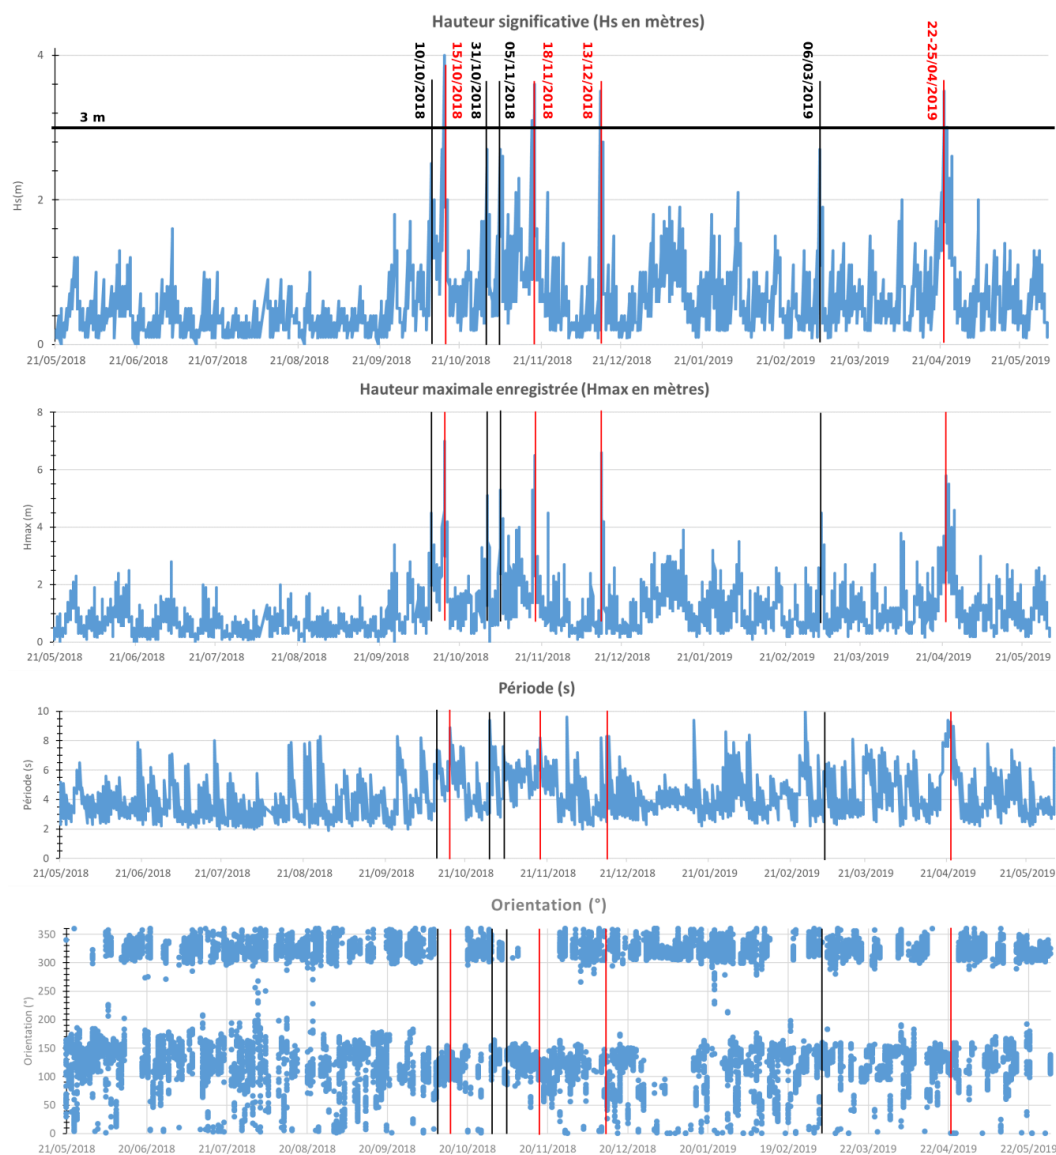 Hauteur significative (Hs en mètres)
10/10/2018
15/10/2018
31/10/2018
05/11/2018
18/11/2018
13/12/2018
06/03/2019
22-25/04/2019
3 m
Hs(m)
4
2
0
21/05/2018 21/06/2018 21/07/2018 21/08/2018 21/09/2018 21/10/2018 21/11/2018 21/12/2018 21/01/2019 21/02/2019 21/03/2019 21/04/2019 21/05/2019
Hauteur maximale enregistrée (Hmax en mètres)
Hmax (m)
8
6
4
2
0
21/05/2018 21/06/2018 21/07/2018 21/08/2018 21/09/2018 21/10/2018 21/11/2018 21/12/2018 21/01/2019 21/02/2019 21/03/2019 21/04/2019 21/05/2019
Période (s)
Période (s)
10
8
6
4
2
0
21/05/2018 21/06/2018 21/07/2018 21/08/2018 21/09/2018 21/10/2018 21/11/2018 21/12/2018 21/01/2019 21/02/2019 21/03/2019 21/04/2019 21/05/2019
Orientation (°)
Orientation (°)
350
300
250
200
150
100
50
0
21/05/2018 20/06/2018 21/07/2018 20/08/2018 20/09/2018 20/10/2018 20/11/2018 20/12/2018 20/01/2019 19/02/2019 22/03/2019 22/04/2019 22/05/2019